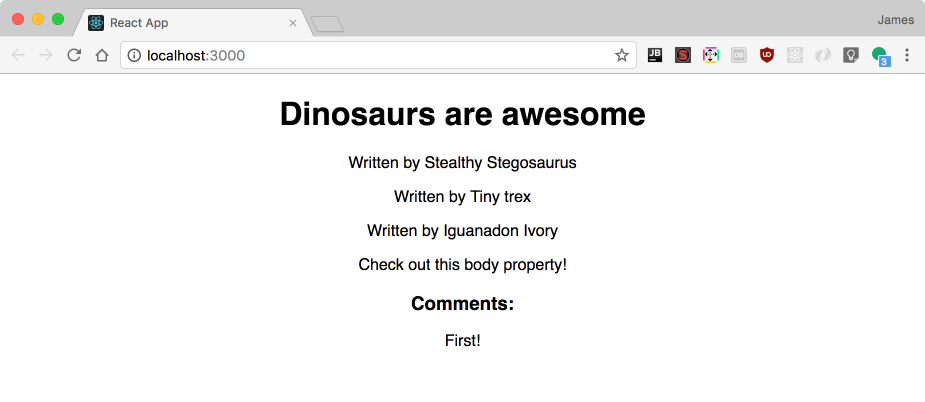 React App
James
localhost:3000
JB
S
3
Dinosaurs are awesome
Written by Stealthy Stegosaurus
Written by Tiny trex
Written by Iguanadon Ivory
Check out this body property!
Comments:
First!